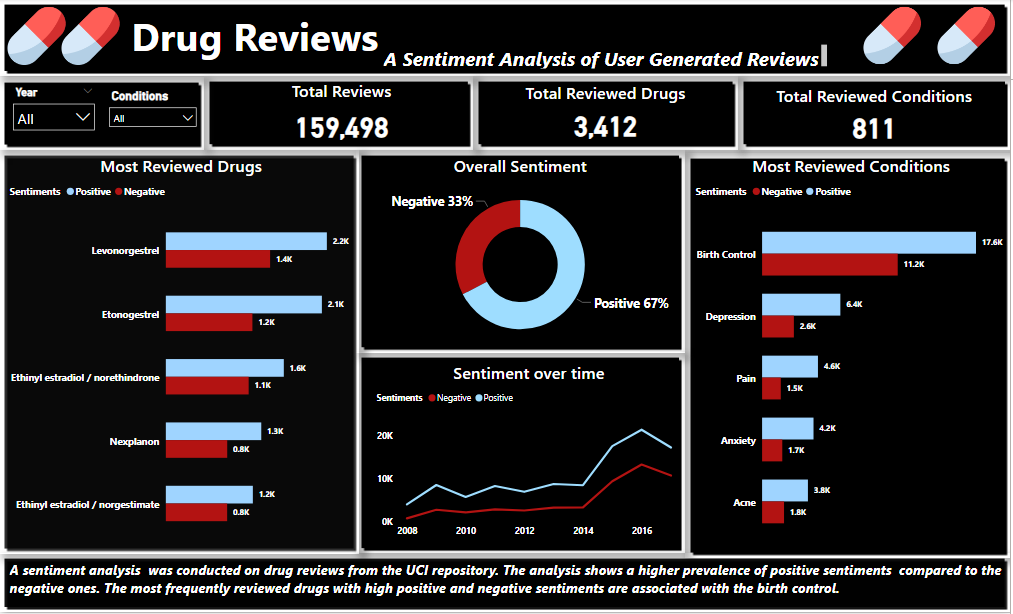 Drug Reviews
A Sentiment Analysis of User Generated Reviews
Year
All
Conditions
All
Total Reviews
159,498
Total Reviewed Drugs
3,412
Total Reviewed Conditions
811
Most Reviewed Drugs
Sentiments Positive Negative
Levonorgestrel
2.2K
1.4K
Etonogestrel
2.1K
1.2K
Ethinyl estradiol / norethindrone
1.6K
1.1K
Nexplanon
1.3K
0.8K
Ethinyl estradiol / norgestimate
1.2K
0.8K
Overall Sentiment
Negative 33%
Positive 67%
Sentiment over time
Sentiments Negative Positive
20K
10K
0K
2008 2010 2012 2014 2016
Most Reviewed Conditions
Sentiments Negative Positive
Birth Control
17.6K
11.2K
Depression
6.4K
2.6K
Pain
4.6K
1.5K
Anxiety
4.2K
1.7K
Acne
3.8K
1.8K
A sentiment analysis was conducted on drug reviews from the UCI repository. The analysis shows a higher prevalence of positive sentiments compared to the
negative ones. The most frequently reviewed drugs with high positive and negative sentiments are associated with the birth control.